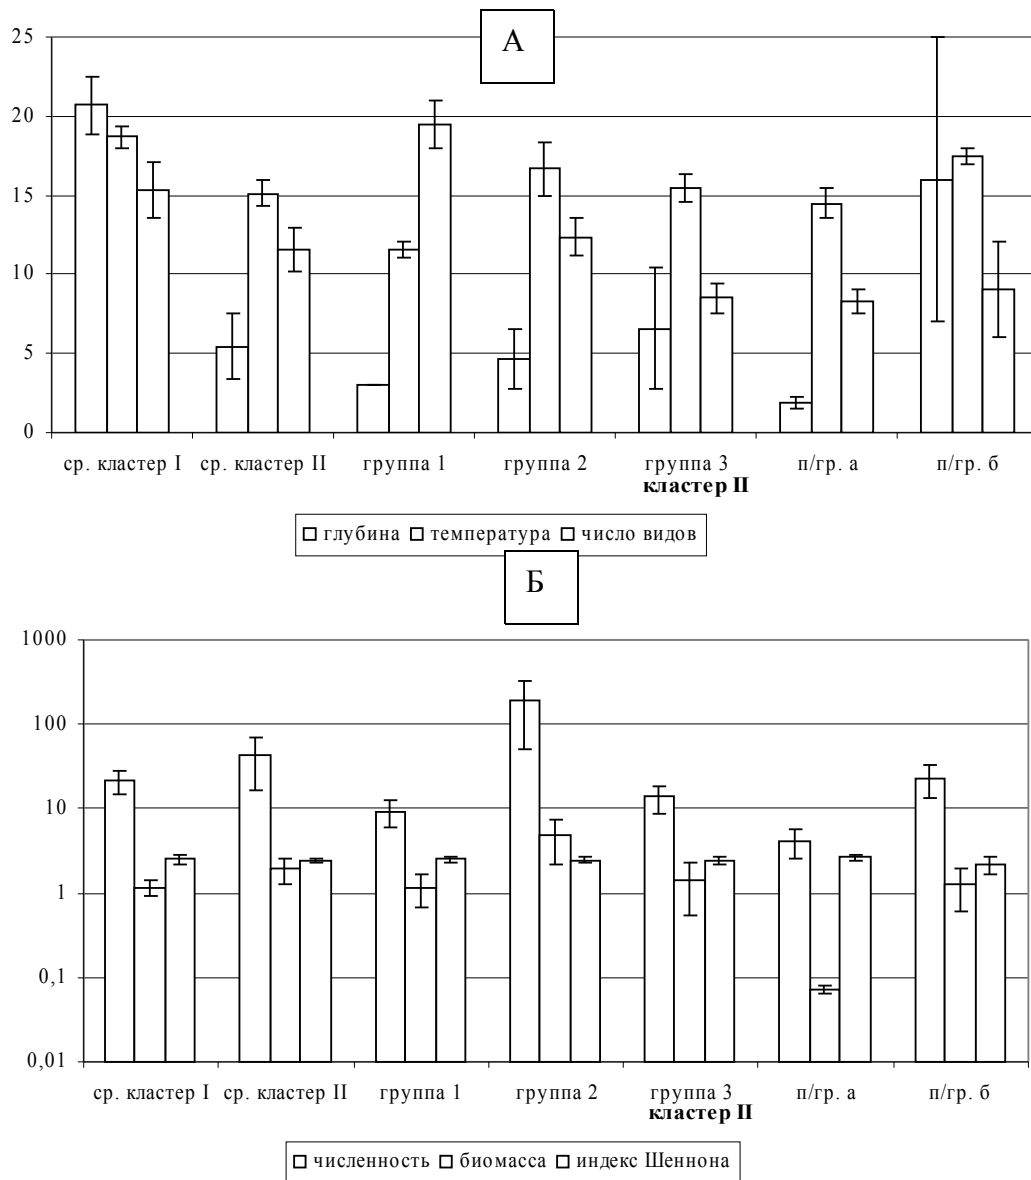 А
25
20
15
10
5
0
ср. кластер I ср. кластер II группа 1 группа 2 группа 3 п/гр. а п/гр. б
кластер II
глубина температура число видов
Б
1000
100
10
1
0,1
0,01
ср. кластер I ср. кластер II группа 1 группа 2 группа 3 п/гр. а п/гр. б
кластер II
численность биомасса индекс Шеннона